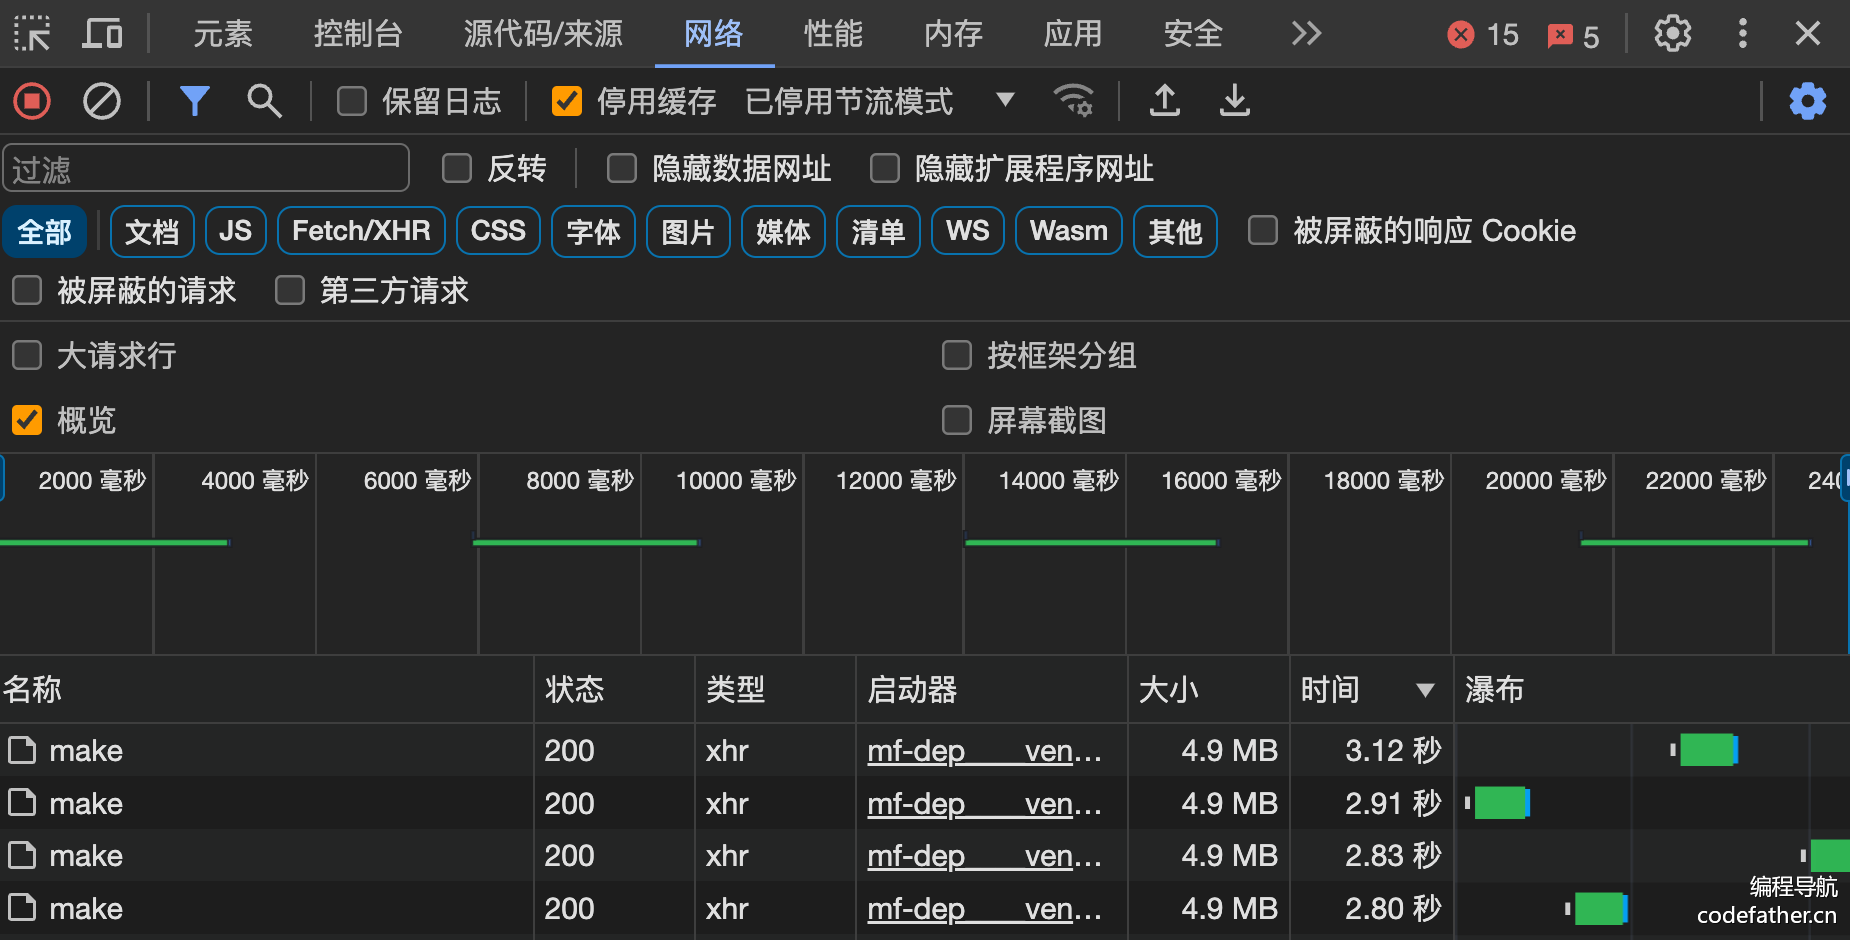 元素 控制台 源代码/来源 网络 性能 内存 应用 安全 15 5
保留日志 停用缓存 已停用节流模式
过滤 反转 隐藏数据网址 隐藏扩展程序网址
全部 文档 JS Fetch/XHR CSS 字体 图片 媒体 清单 WS Wasm 其他 被屏蔽的响应 Cookie
被屏蔽的请求 第三方请求
大请求行 按框架分组
概览 屏幕截图
2000 毫秒 4000 毫秒 6000 毫秒 8000 毫秒 10000 毫秒 12000 毫秒 14000 毫秒 16000 毫秒 18000 毫秒 20000 毫秒 22000 毫秒
名称 状态 类型 启动器 大小 时间 瀑布
make 200 xhr mf-dep____ven… 4.9 MB 3.12 秒
make 200 xhr mf-dep____ven… 4.9 MB 2.91 秒
make 200 xhr mf-dep____ven… 4.9 MB 2.83 秒
make 200 xhr mf-dep____ven… 4.9 MB 2.80 秒
编程导航
codefather.cn